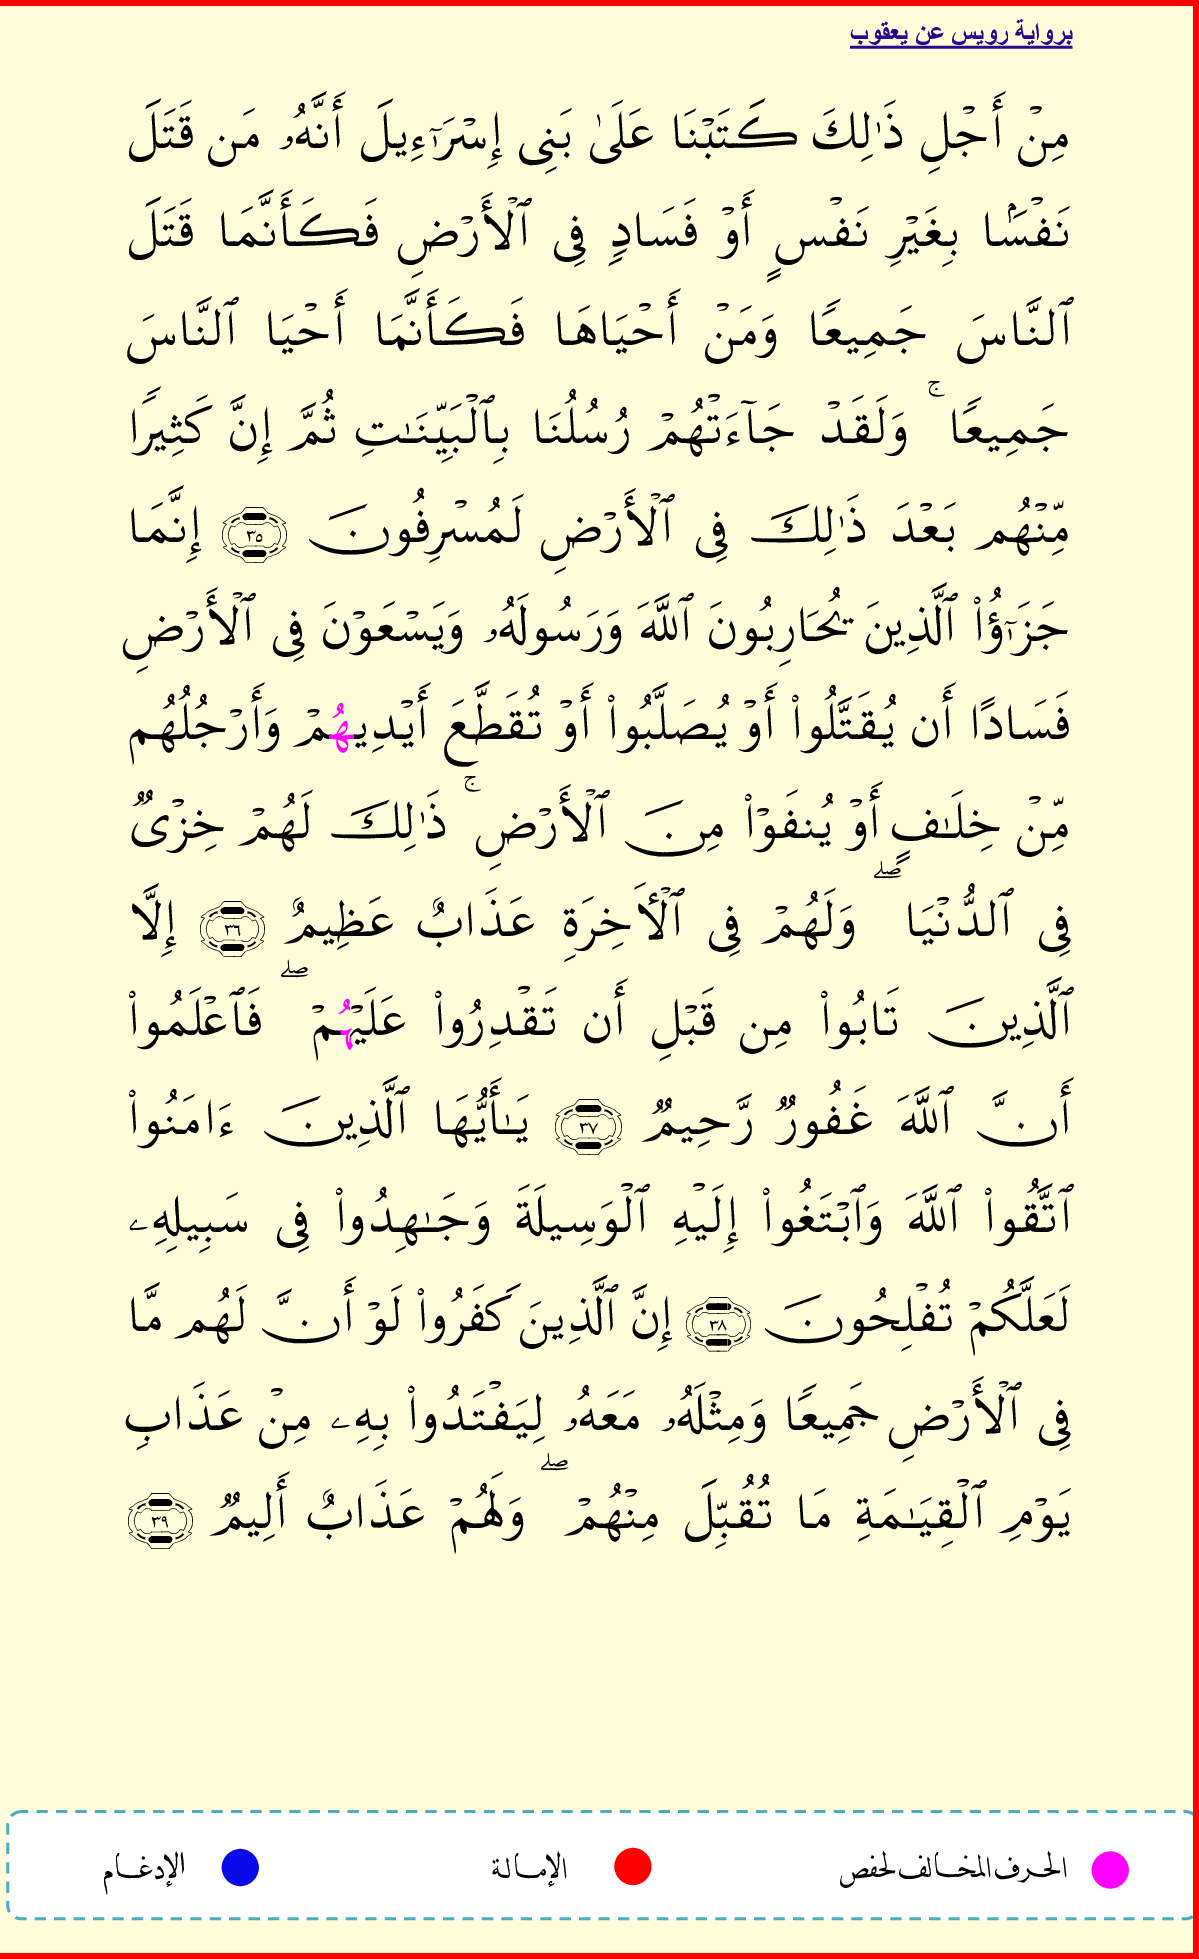 برواية رويس عن يعقوب
مِنْ أَجْلِ ذَٰلِكَ كَتَبْنَا عَلَىٰ بَنِى إِسْرَٰٓءِيلَ أَنَّهُۥ مَن قَتَلَ
نَفْسَۢا بِغَيْرِ نَفْسٍ أَوْ فَسَادٍ فِى ٱلْأَرْضِ فَكَأَنَّمَا قَتَلَ
ٱلنَّاسَ جَمِيعًا وَمَنْ أَحْيَاهَا فَكَأَنَّمَا أَحْيَا ٱلنَّاسَ
جَمِيعًا ۚ وَلَقَدْ جَآءَتْهُمْ رُسُلُنَا بِٱلْبَيِّنَٰتِ ثُمَّ إِنَّ كَثِيرًا
مِّنْهُم بَعْدَ ذَٰلِكَ فِى ٱلْأَرْضِ لَمُسْرِفُونَ ٣٥ إِنَّمَا
جَزَٰٓؤُا۟ ٱلَّذِينَ يُحَارِبُونَ ٱللَّهَ وَرَسُولَهُۥ وَيَسْعَوْنَ فِى ٱلْأَرْضِ
فَسَادًا أَن يُقَتَّلُوا۟ أَوْ يُصَلَّبُوا۟ أَوْ تُقَطَّعَ أَيْدِيهُمْ وَأَرْجُلُهُم
مِّنْ خِلَٰفٍ أَوْ يُنفَوْا۟ مِنَ ٱلْأَرْضِ ۚ ذَٰلِكَ لَهُمْ خِزْىٌ
فِى ٱلدُّنْيَا ۖ وَلَهُمْ فِى ٱلْأَخِرَةِ عَذَابٌ عَظِيمٌ ٣٦ إِلَّا
ٱلَّذِينَ تَابُوا۟ مِن قَبْلِ أَن تَقْدِرُوا۟ عَلَيْهُمْ ۖ فَٱعْلَمُوا۟
أَنَّ ٱللَّهَ غَفُورٌ رَّحِيمٌ ٣٧ يَٰأَيُّهَا ٱلَّذِينَ ءَامَنُوا۟
ٱتَّقُوا۟ ٱللَّهَ وَٱبْتَغُوا۟ إِلَيْهِ ٱلْوَسِيلَةَ وَجَٰهِدُوا۟ فِى سَبِيلِهِۦ
لَعَلَّكُمْ تُفْلِحُونَ ٣٨ إِنَّ ٱلَّذِينَ كَفَرُوا۟ لَوْ أَنَّ لَهُم مَّا
فِى ٱلْأَرْضِ جَمِيعًا وَمِثْلَهُۥ مَعَهُۥ لِيَفْتَدُوا۟ بِهِۦ مِنْ عَذَابِ
يَوْمِ ٱلْقِيَٰمَةِ مَا تُقُبِّلَ مِنْهُمْ ۖ وَلَهُمْ عَذَابٌ أَلِيمٌ ٣٩
الحرف المخالف لحفص الإمالة الإدغام